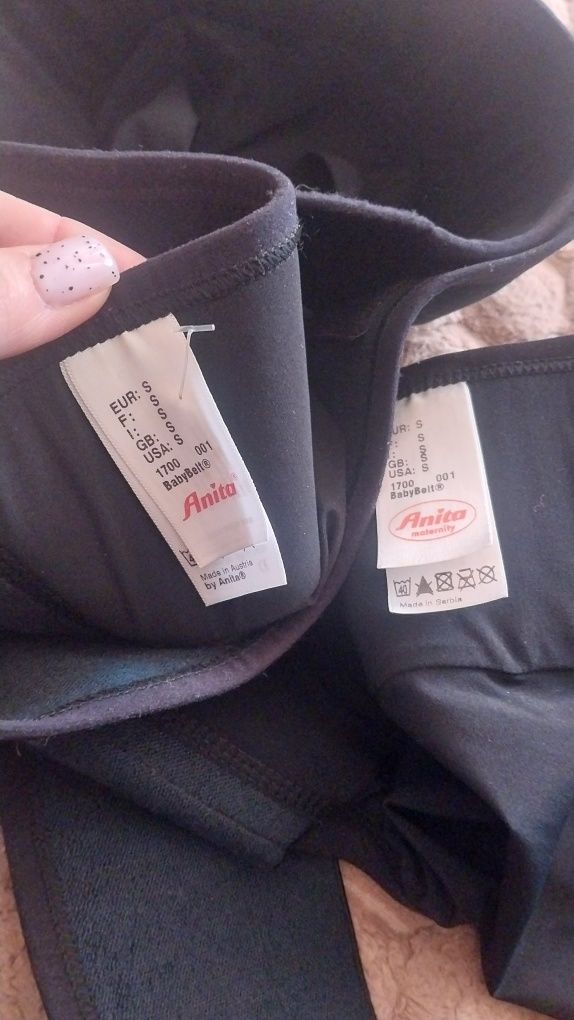 EUR: S
F: S
I: S
GB: S
USA: S
1700 001
BabyBelt®
Anita
Made in Austria
by Anita®
UR: S
: S
: S
GB: S
USA: S
1700 001
BabyBelt®
Anita
maternity
40
Made in Serbia